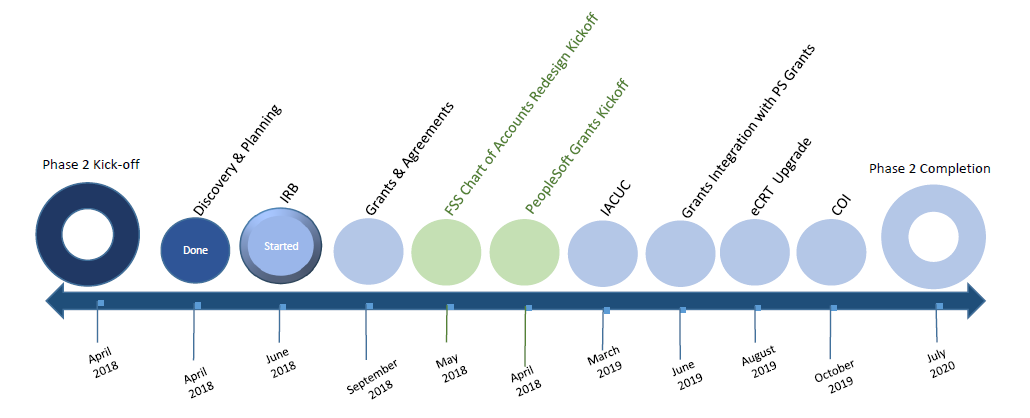 Phase 2 Kick-off
Discovery & Planning
IRB
Grants & Agreements
FSS Chart of Accounts Redesign Kickoff
PeopleSoft Grants Kickoff
IACUC
Grants Integration with PS Grants
eCRT Upgrade
COI
Phase 2 Completion
Done
Started
April
2018
April
2018
June
2018
September
2018
May
2018
April
2018
March
2019
June
2019
August
2019
October
2019
July
2020